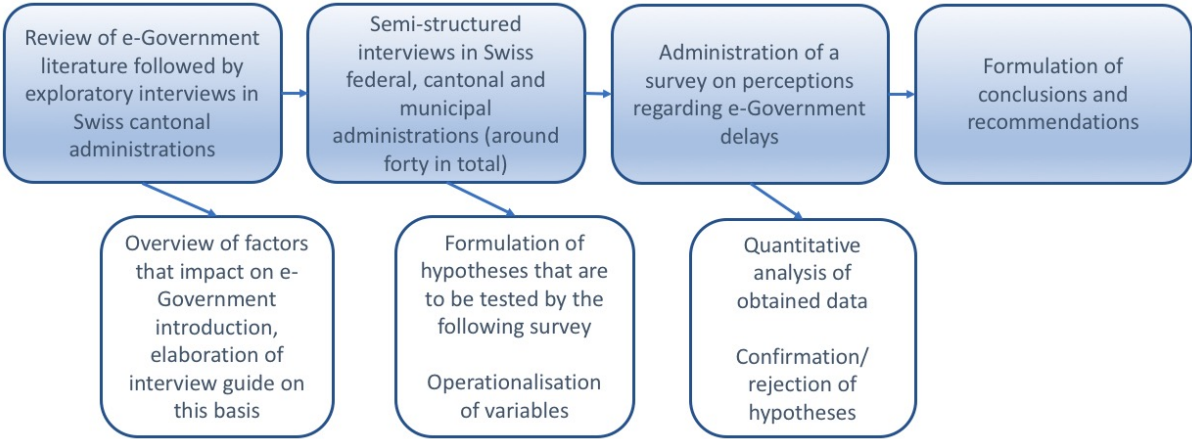 Review of e-Government
literature followed by
exploratory interviews in
Swiss cantonal
administrations
Semi-structured
interviews in Swiss
federal, cantonal and
municipal
administrations (around
forty in total)
Administration of a
survey on perceptions
regarding e-Government
delays
Formulation of
conclusions and
recommendations
Overview of factors
that impact on e-
Government
introduction,
elaboration of
interview guide on
this basis
Formulation of
hypotheses that are
to be tested by the
following survey
Operationalisation
of variables
Quantitative
analysis of
obtained data
Confirmation/
rejection of
hypotheses